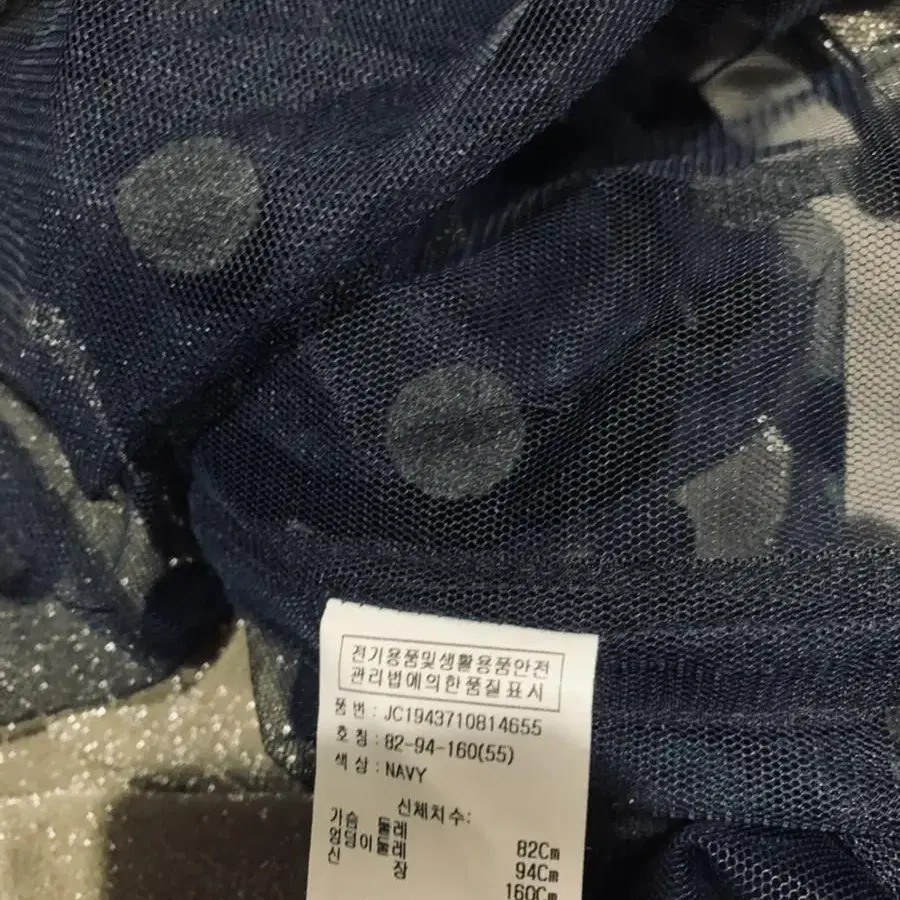 전기용품및생활용품안전
관리법에의한품질표시
품 번 : JC1943710814655
호 칭 : 82-94-160(55)
색 상 : NAVY
신체치수:
가슴 둘레 82Cm
엉덩이둘레 94Cm
신 장 160Cm